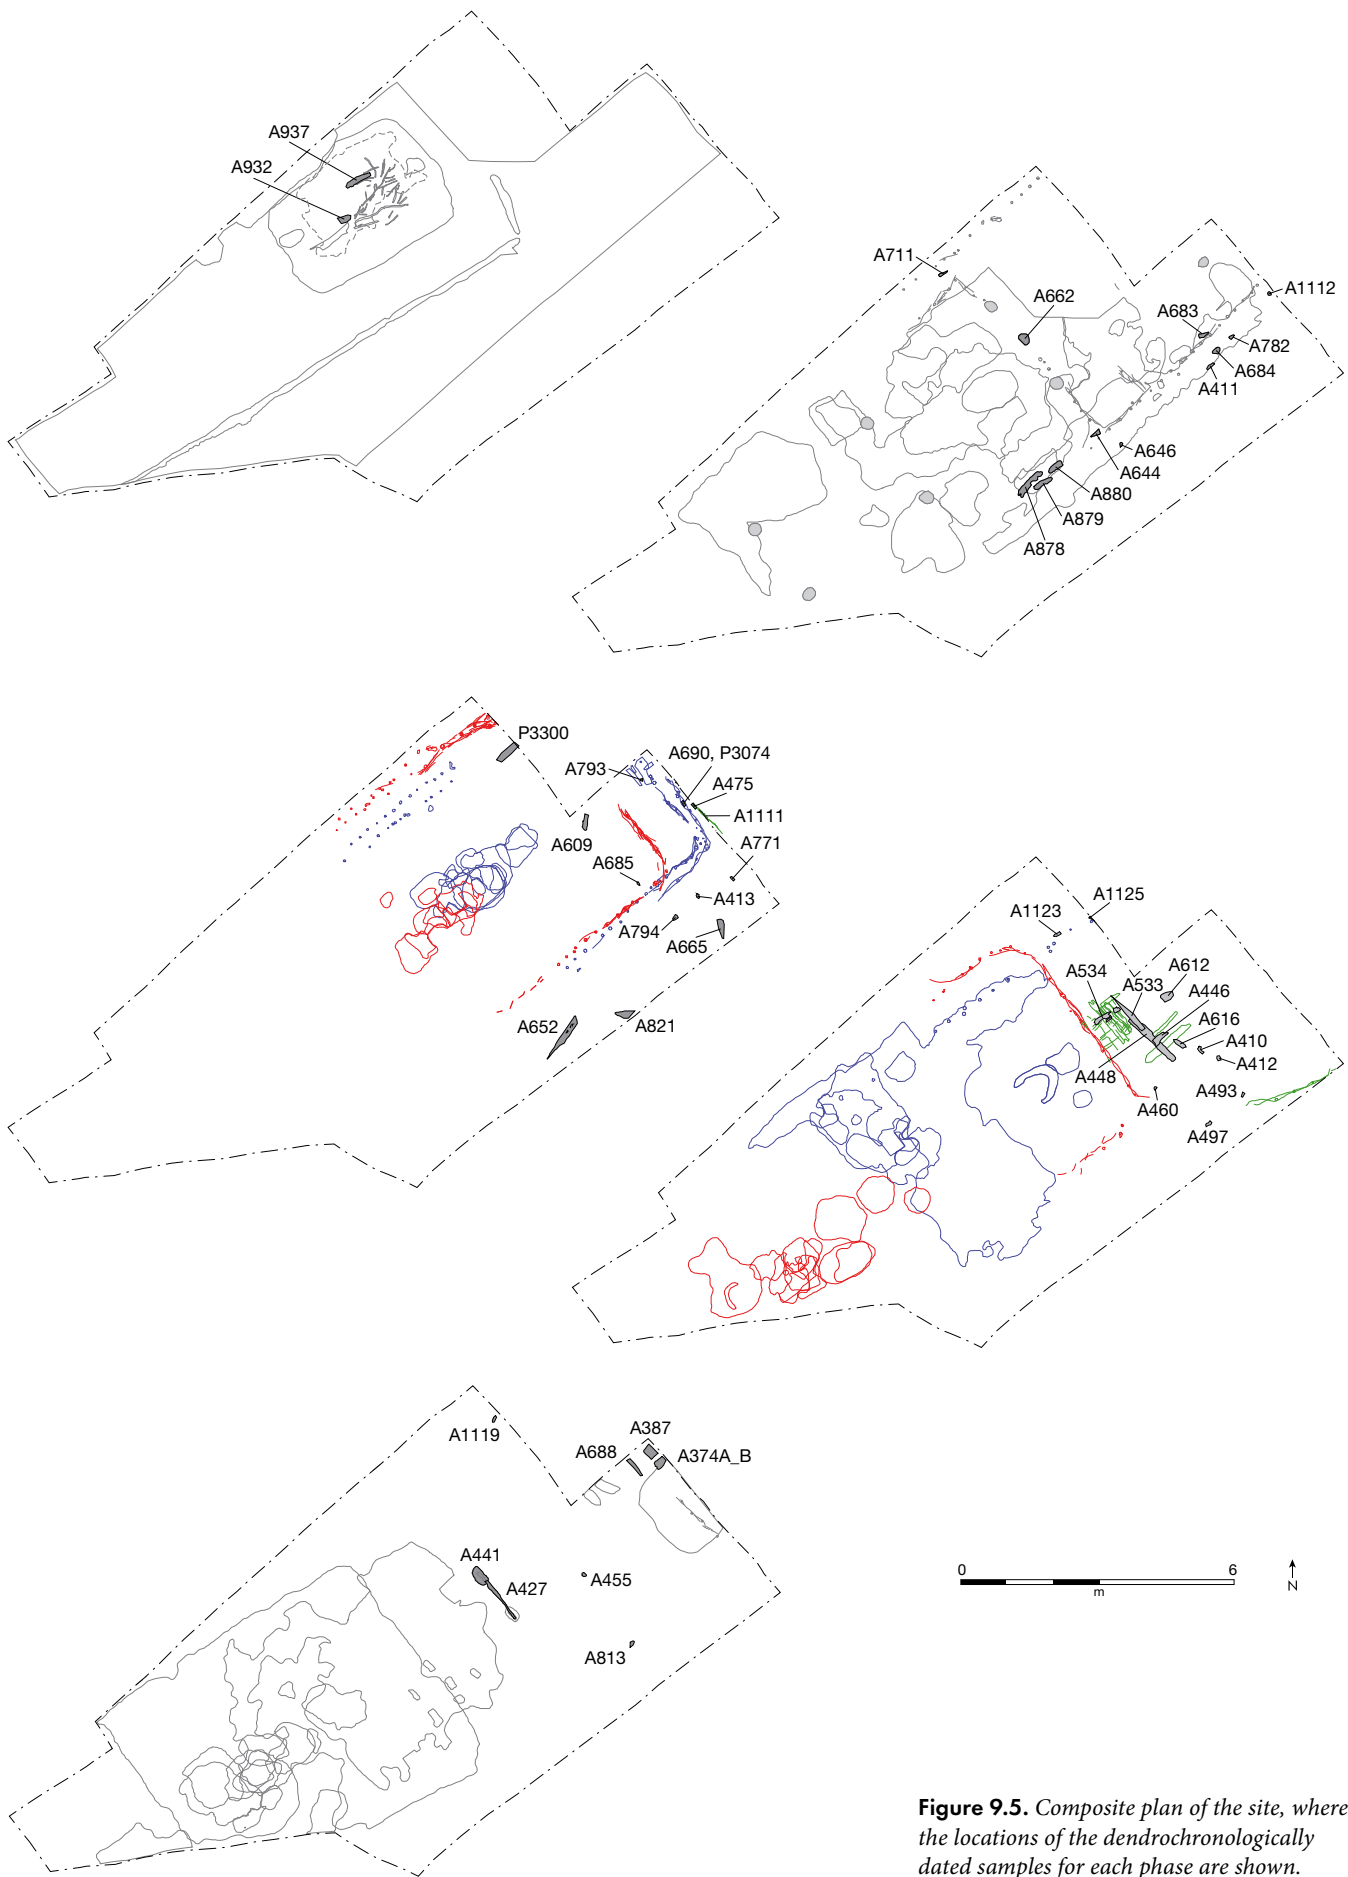 A937
A932
A711
A662
A1112
A683
A782
A684
A411
A646
A644
A880
A879
A878
P3300
A690, P3074
A793
A475
A1111
A609
A771
A685
A413
A794
A665
A652
A821
A1125
A1123
A534
A612
A533
A446
A616
A410
A412
A448
A493
A460
A497
A1119
A387
A688
A374A_B
A441
A427
A455
A813
0 6
m
N
Figure 9.5. Composite plan of the site, where
the locations of the dendrochronologically
dated samples for each phase are shown.